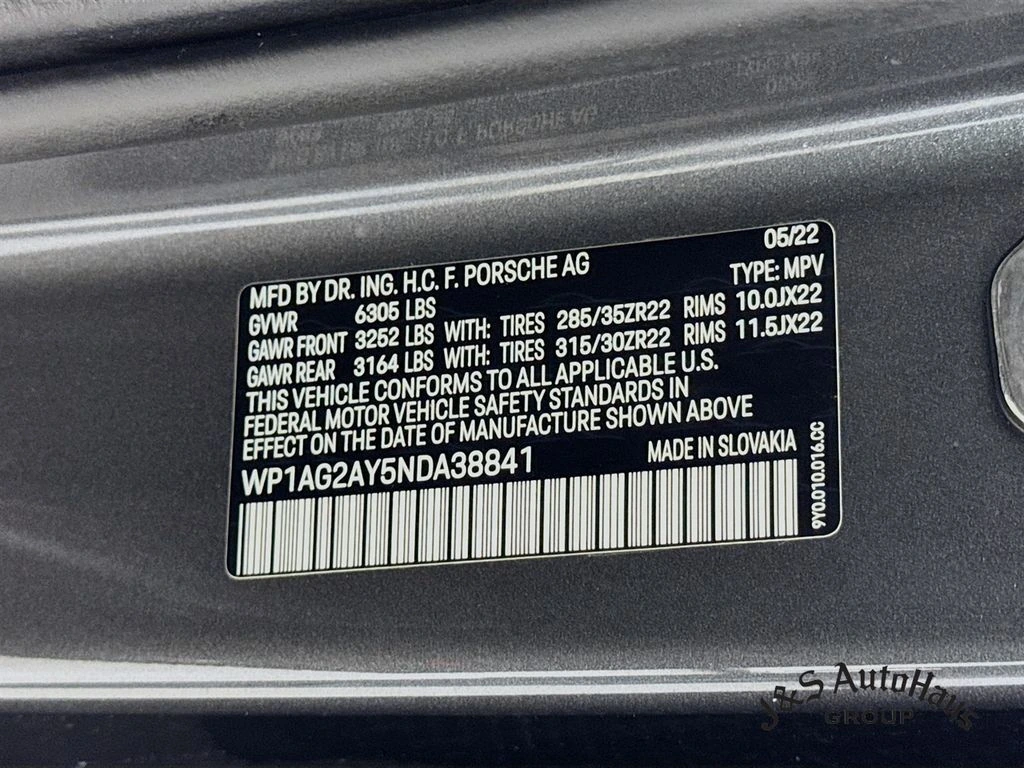 05/22
MFD BY DR. ING. H.C. F. PORSCHE AG TYPE: MPV
GVWR 6305 LBS
GAWR FRONT 3252 LBS WITH: TIRES 285/35ZR22 RIMS 10.0JX22
GAWR REAR 3164 LBS WITH: TIRES 315/30ZR22 RIMS 11.5JX22
THIS VEHICLE CONFORMS TO ALL APPLICABLE U.S.
FEDERAL MOTOR VEHICLE SAFETY STANDARDS IN
EFFECT ON THE DATE OF MANUFACTURE SHOWN ABOVE
WP1AG2AY5NDA38841 MADE IN SLOVAKIA
9Y0.010.016.CC
J&S AutoHaus
GROUP